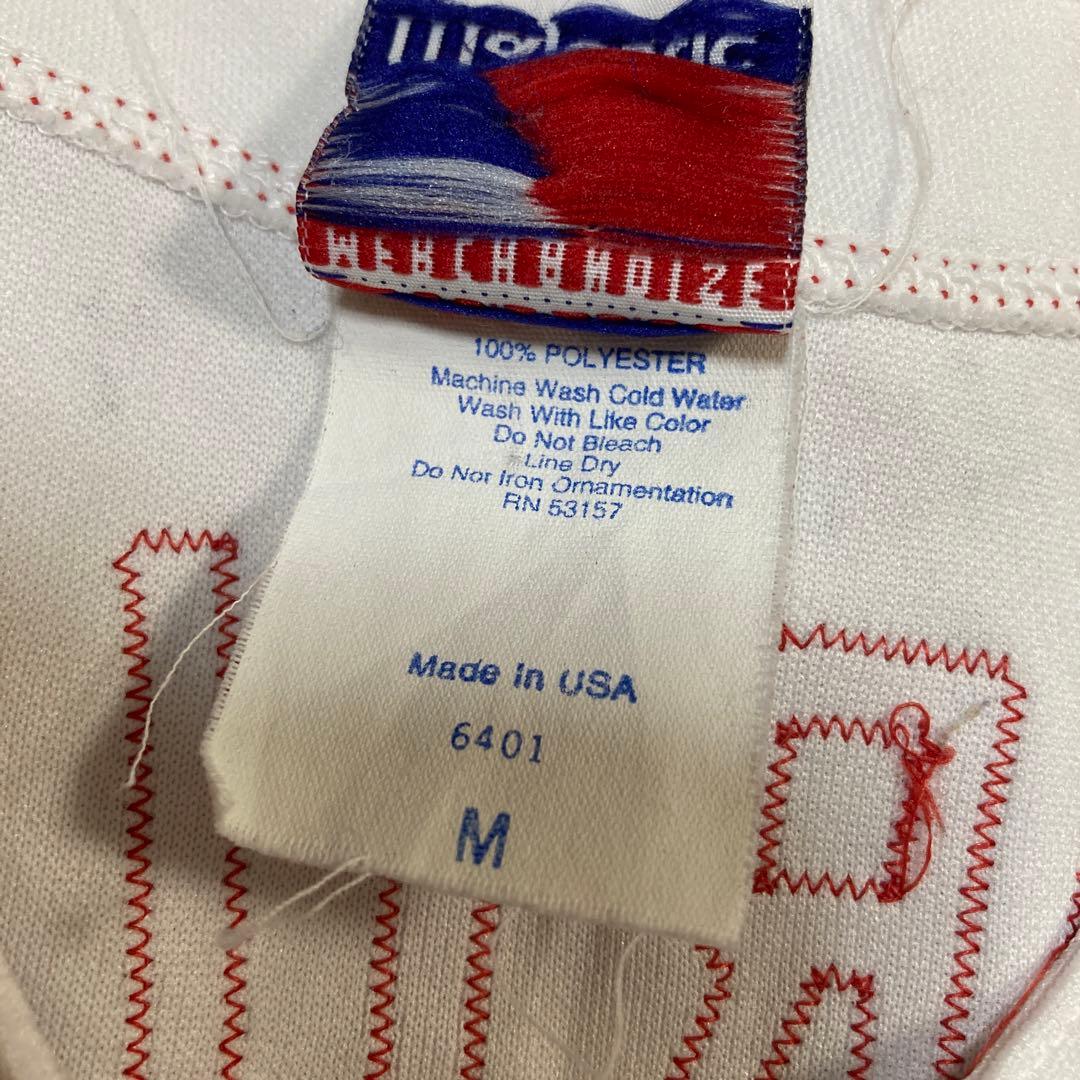 100% POLYESTER
Machine Wash Cold Water
Wash With Like Color
Do Not Bleach
Line Dry
Do Not Iron Ornamentation
RN 53157
Made in USA
6401
M